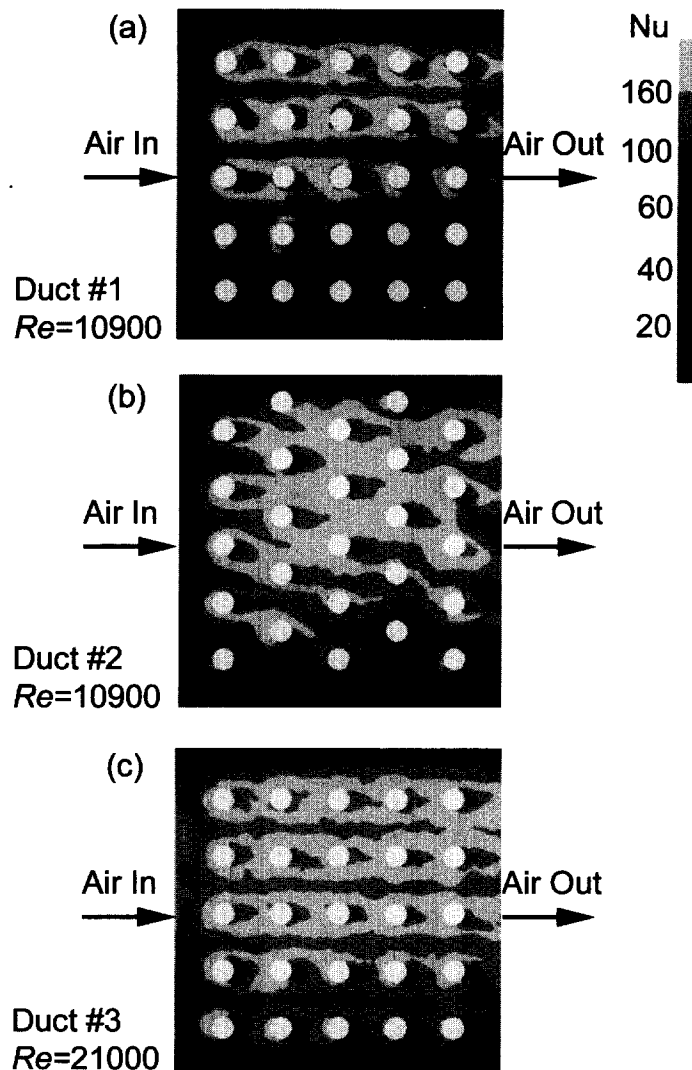 (a)
Nu
160
100
60
40
20
Air In
Air Out
Duct #1
Re=10900
(b)
Air In
Air Out
Duct #2
Re=10900
(c)
Air In
Air Out
Duct #3
Re=21000